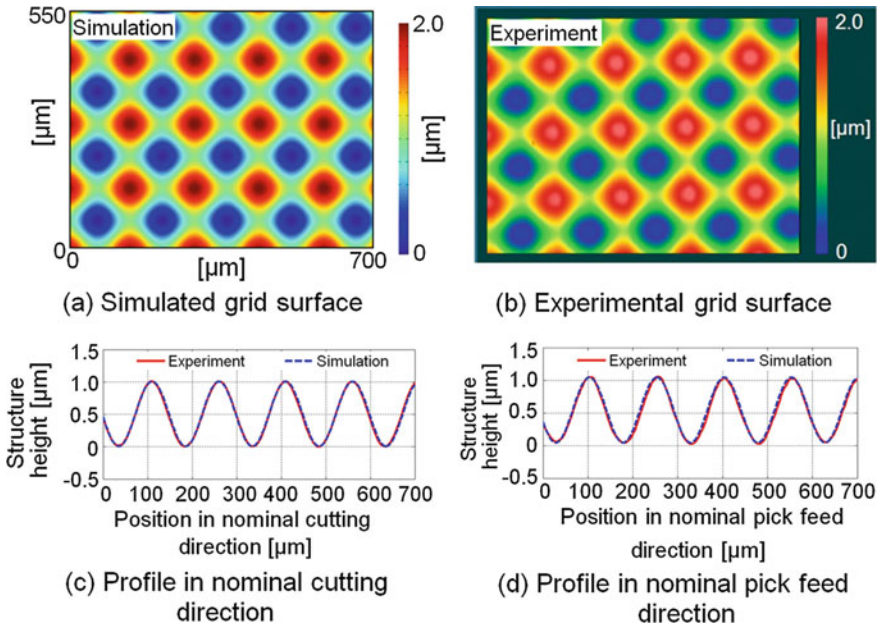 550
Simulation
[µm]
0
0
[µm]
700
2.0
[µm]
0
(a) Simulated grid surface
Experiment
2.0
[µm]
0
(b) Experimental grid surface
1.5
1.0
0.5
0
-0.5
Structure
height [µm]
Experiment
Simulation
0 100 200 300 400 500 600 700
Position in nominal cutting
direction [µm]
(c) Profile in nominal cutting
direction
1.5
1.0
0.5
0
-0.5
Structure
height [µm]
Experiment
Simulation
0 100 200 300 400 500 600 700
Position in nominal pick feed
direction [µm]
(d) Profile in nominal pick feed
direction